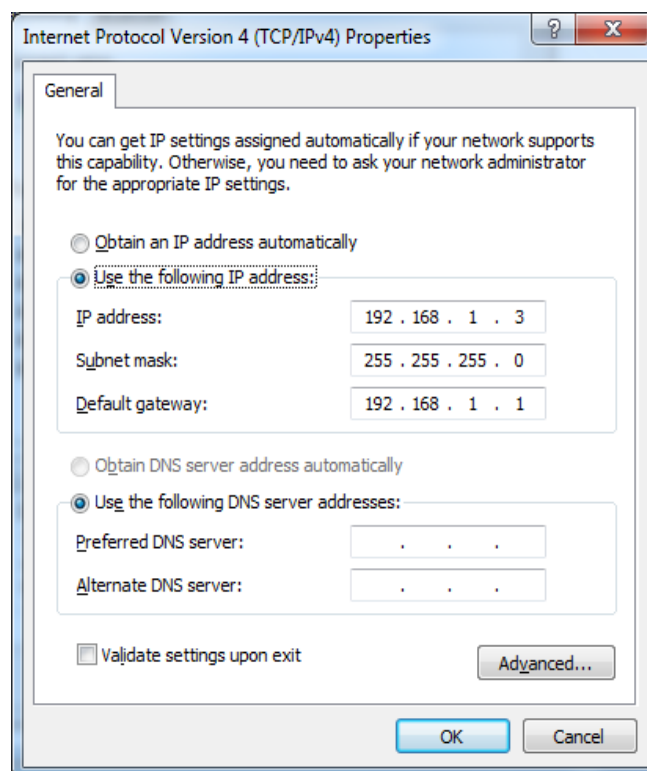 Internet Protocol Version 4 (TCP/IPv4) Properties
?
X
General
You can get IP settings assigned automatically if your network supports
this capability. Otherwise, you need to ask your network administrator
for the appropriate IP settings.
Obtain an IP address automatically
Use the following IP address:
IP address: 192 . 168 . 1 . 3
Subnet mask: 255 . 255 . 255 . 0
Default gateway: 192 . 168 . 1 . 1
Obtain DNS server address automatically
Use the following DNS server addresses:
Preferred DNS server: . . .
Alternate DNS server: . . .
Validate settings upon exit
Advanced...
OK Cancel